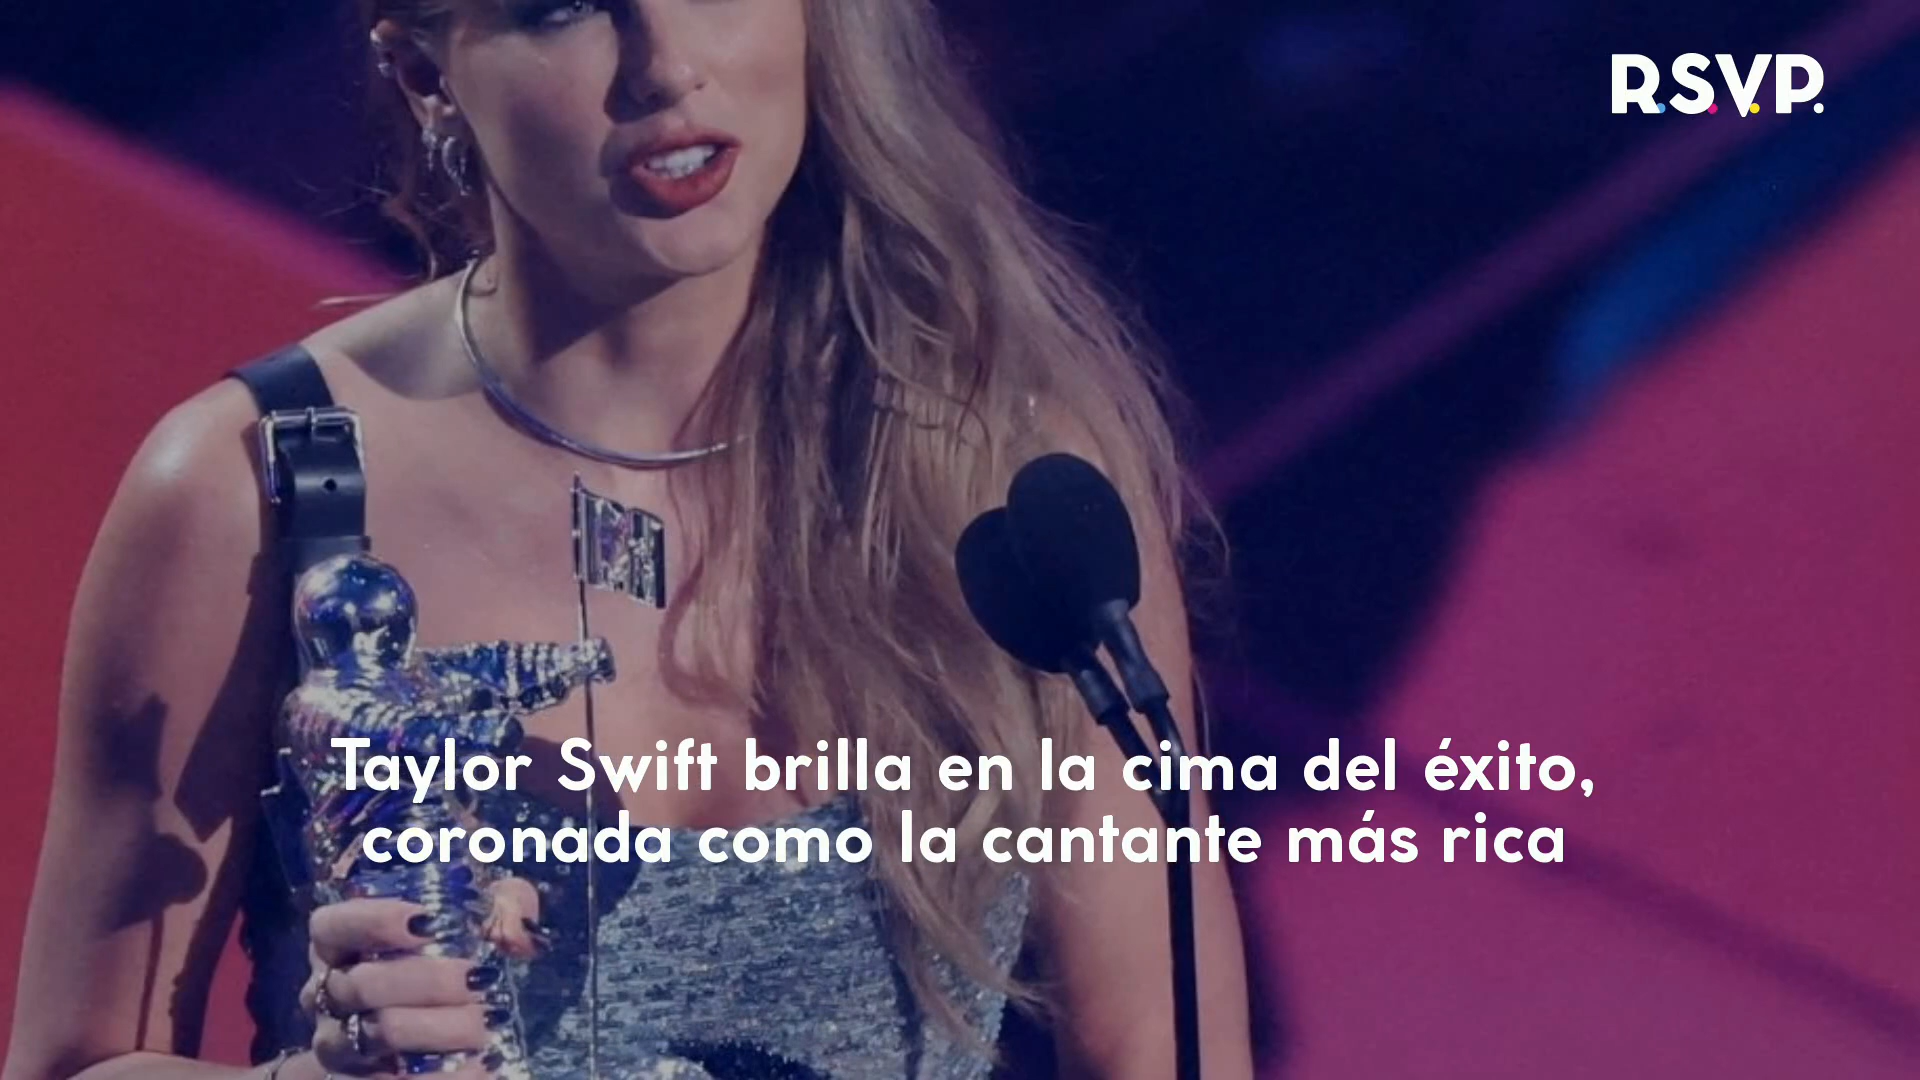 R.S.V.P.
Taylor Swift brilla en la cima del éxito,
coronada como la cantante más rica